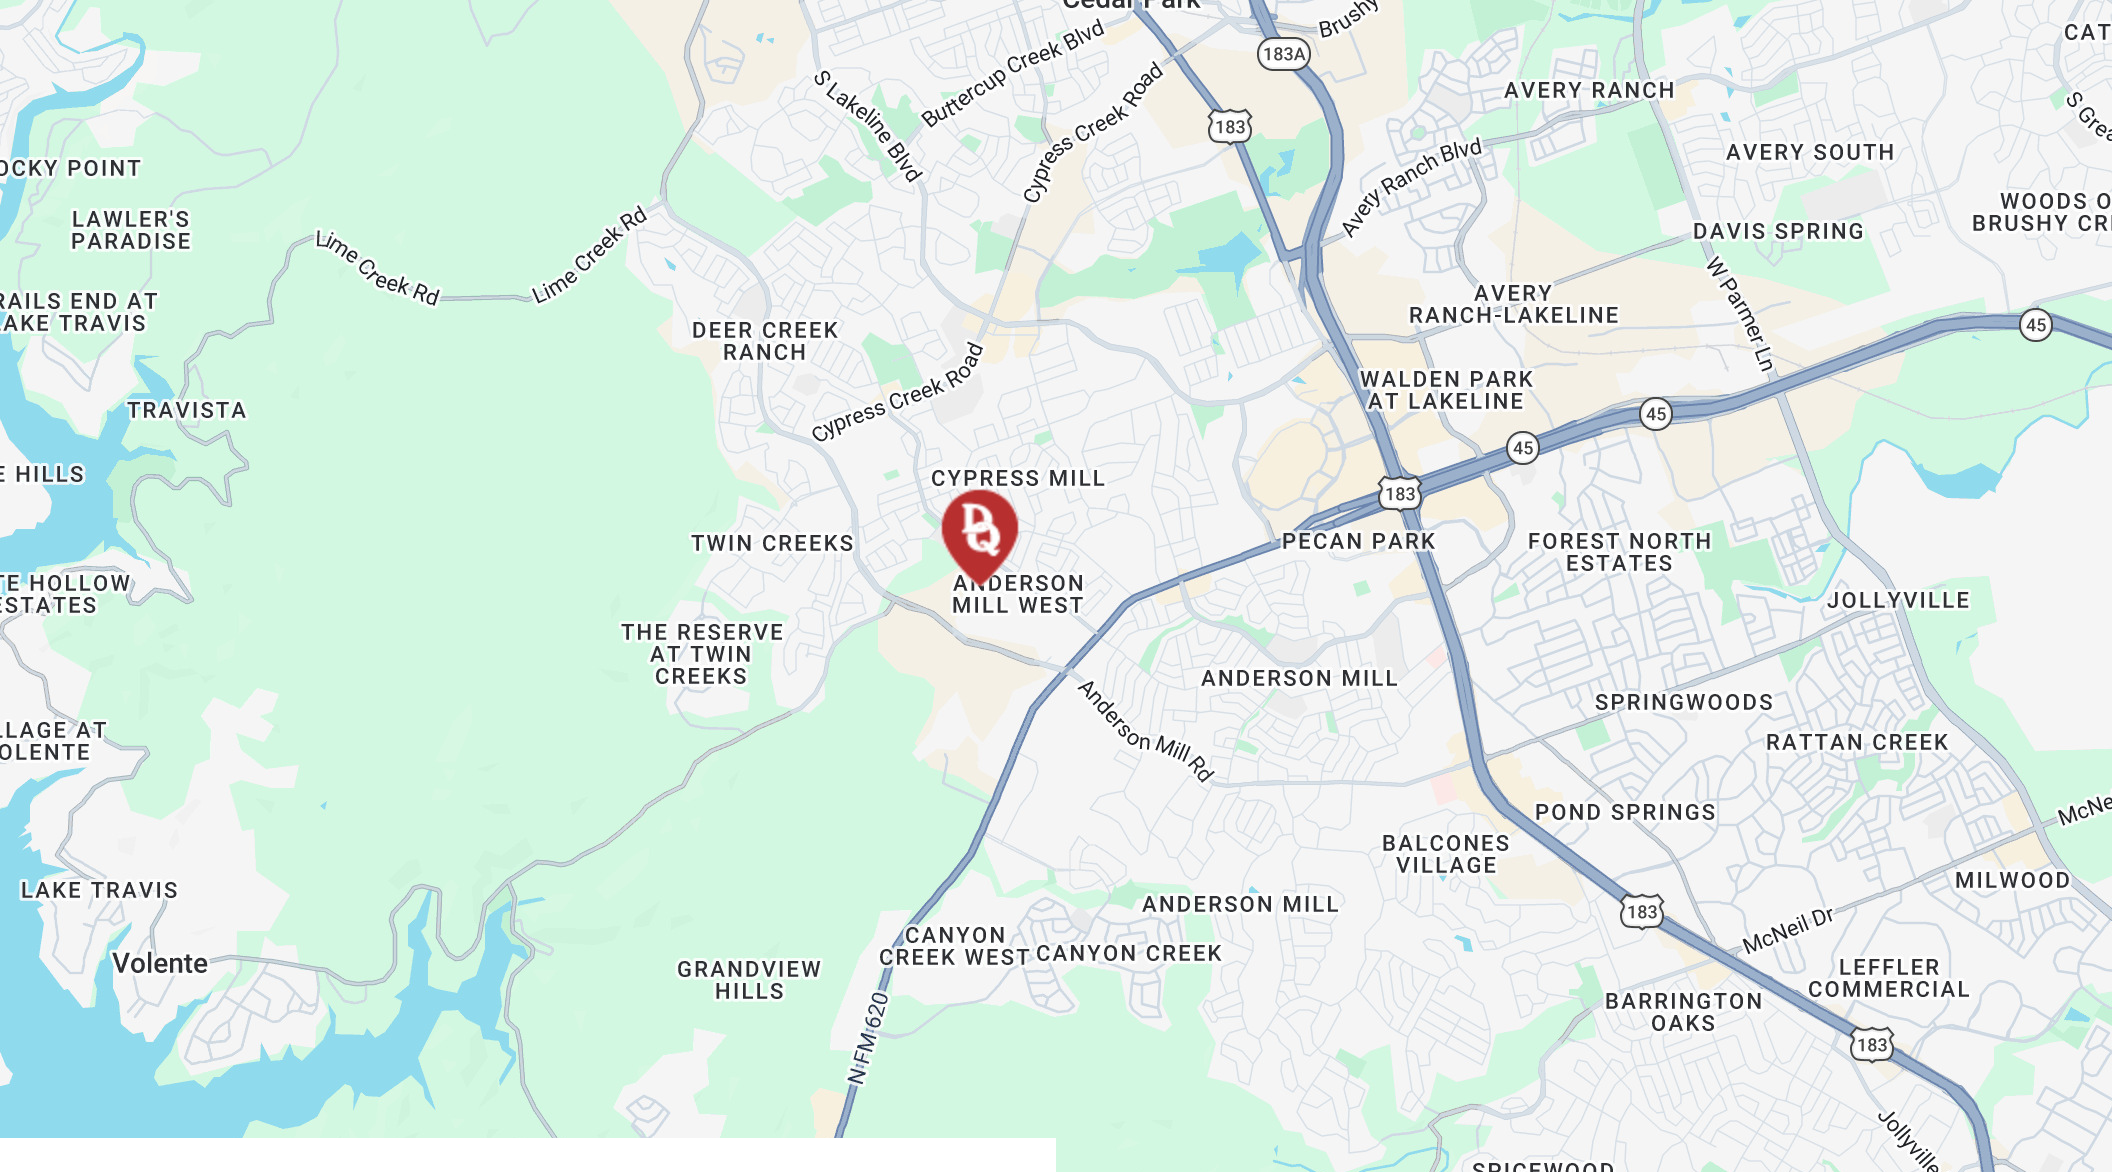 Cedar Park
Brushy
183A
CAT
Buttercup Creek Blvd
S Lakeline Blvd
Cypress Creek Road
183
AVERY RANCH
S Grea
Avery Ranch Blvd
AVERY SOUTH
OCKY POINT
LAWLER'S
PARADISE
Lime Creek Rd
Lime Creek Rd
WOODS O
BRUSHY CR
DAVIS SPRING
W Parmer Ln
RAILS END AT
LAKE TRAVIS
AVERY
RANCH-LAKELINE
DEER CREEK
RANCH
45
Cypress Creek Road
WALDEN PARK
AT LAKELINE
TRAVISTA
45
45
E HILLS
CYPRESS MILL
183
DQ
TWIN CREEKS
PECAN PARK
FOREST NORTH
ESTATES
TE HOLLOW
ESTATES
ANDERSON
MILL WEST
JOLLYVILLE
THE RESERVE
AT TWIN
CREEKS
ANDERSON MILL
SPRINGWOODS
Anderson Mill Rd
LLAGE AT
OLENTE
RATTAN CREEK
POND SPRINGS
McNe
BALCONES
VILLAGE
LAKE TRAVIS
MILWOOD
ANDERSON MILL
183
McNeil Dr
CANYON
CREEK WEST
CANYON CREEK
Volente
GRANDVIEW
HILLS
LEFFLER
COMMERCIAL
BARRINGTON
OAKS
N FM 620
183
Jollyville
SPICEWOOD